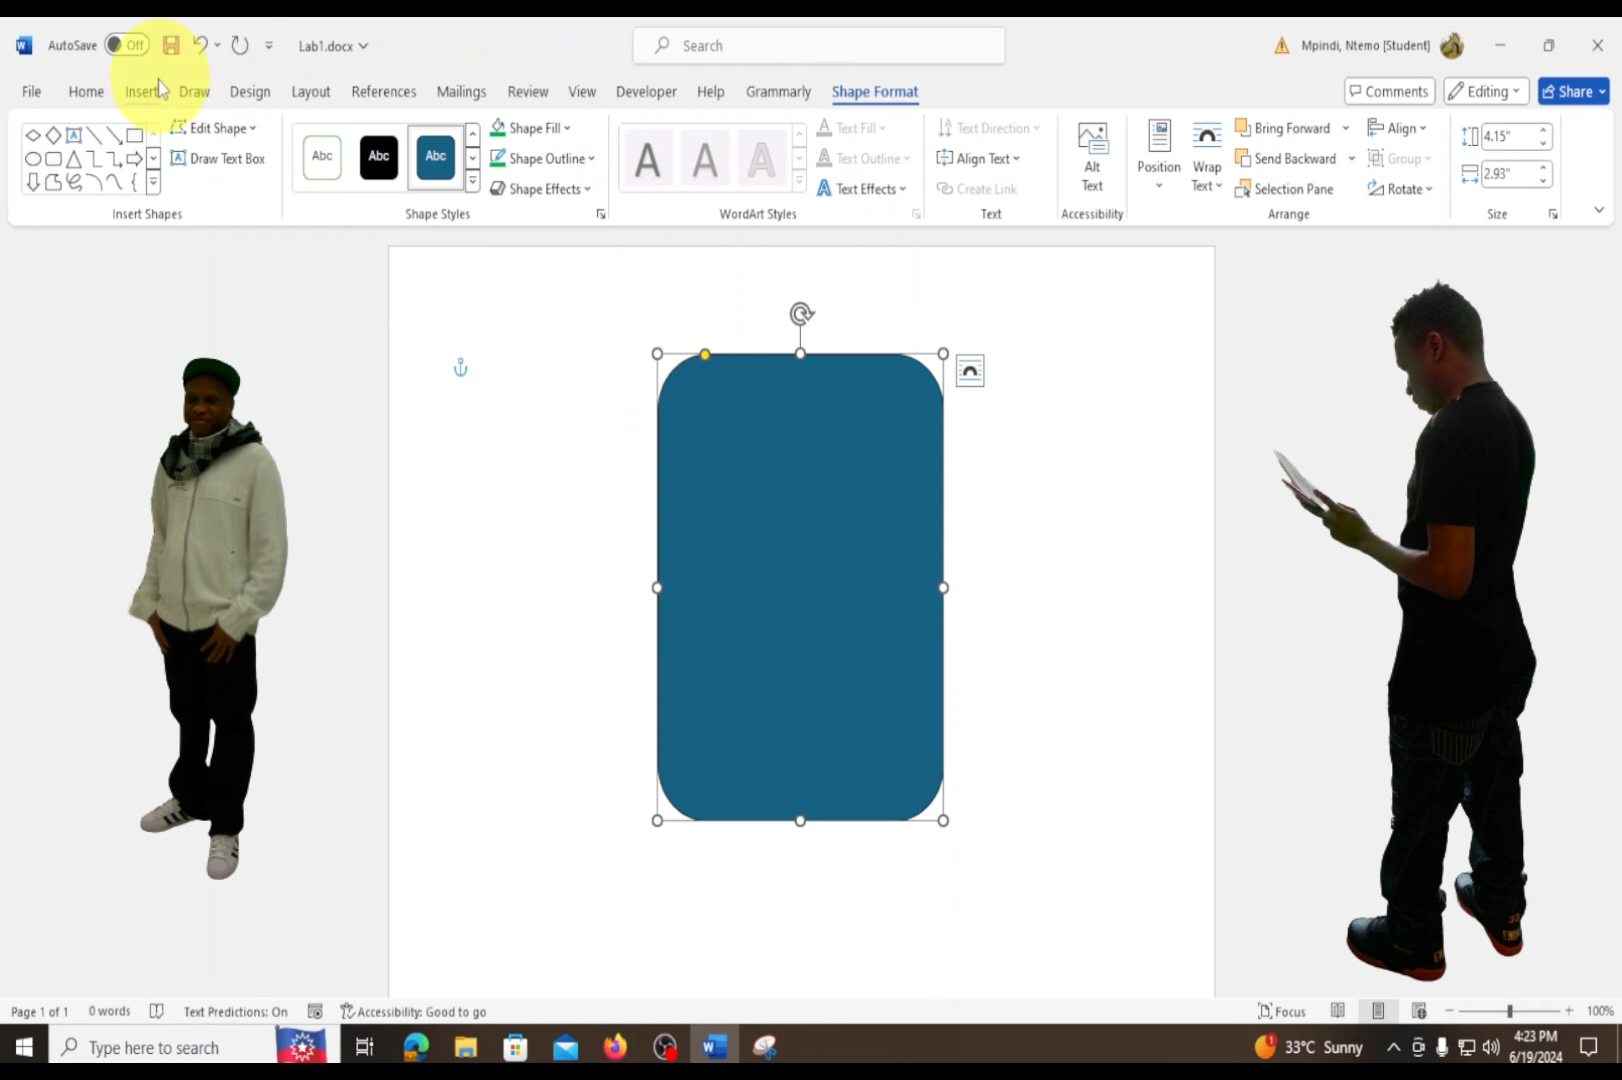 AutoSave Off Lab1.docx Search Mpindi, Ntemo [Student]
File Home Insert Draw Design Layout References Mailings Review View Developer Help Grammarly Shape Format Comments Editing Share
Edit Shape
Draw Text Box
Insert Shapes
Abc Abc Abc
Shape Fill
Shape Outline
Shape Effects
Shape Styles
A A A
Text Fill
Text Outline
Text Effects
WordArt Styles
Text Direction
Align Text
Create Link
Text
Alt
Text
Accessibility
Position
Wrap
Text
Bring Forward
Send Backward
Selection Pane
Align
Group
Rotate
Arrange
4.15"
2.93"
Size
Page 1 of 1 0 words Text Predictions: On Accessibility: Good to go Focus 100%
Type here to search 1 33°C Sunny 4:23 PM
6/19/2024